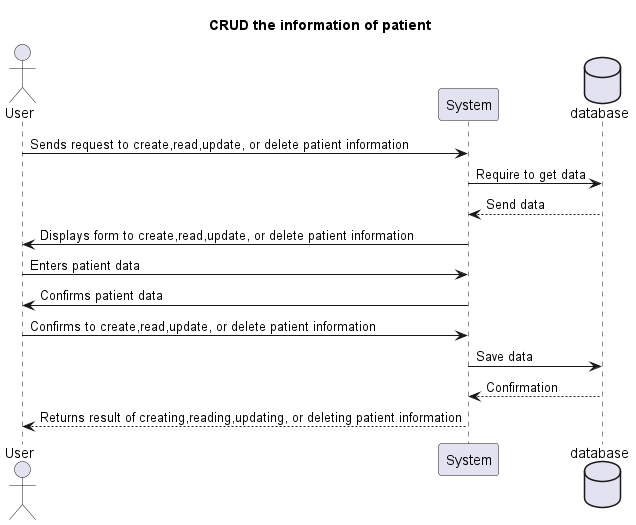 CRUD the information of patient
User
System
database
Sends request to create,read,update, or delete patient information
Require to get data
Send data
Displays form to create,read,update, or delete patient information
Enters patient data
Confirms patient data
Confirms to create,read,update, or delete patient information
Save data
Confirmation
Returns result of creating,reading,updating, or deleting patient information
User
System
database